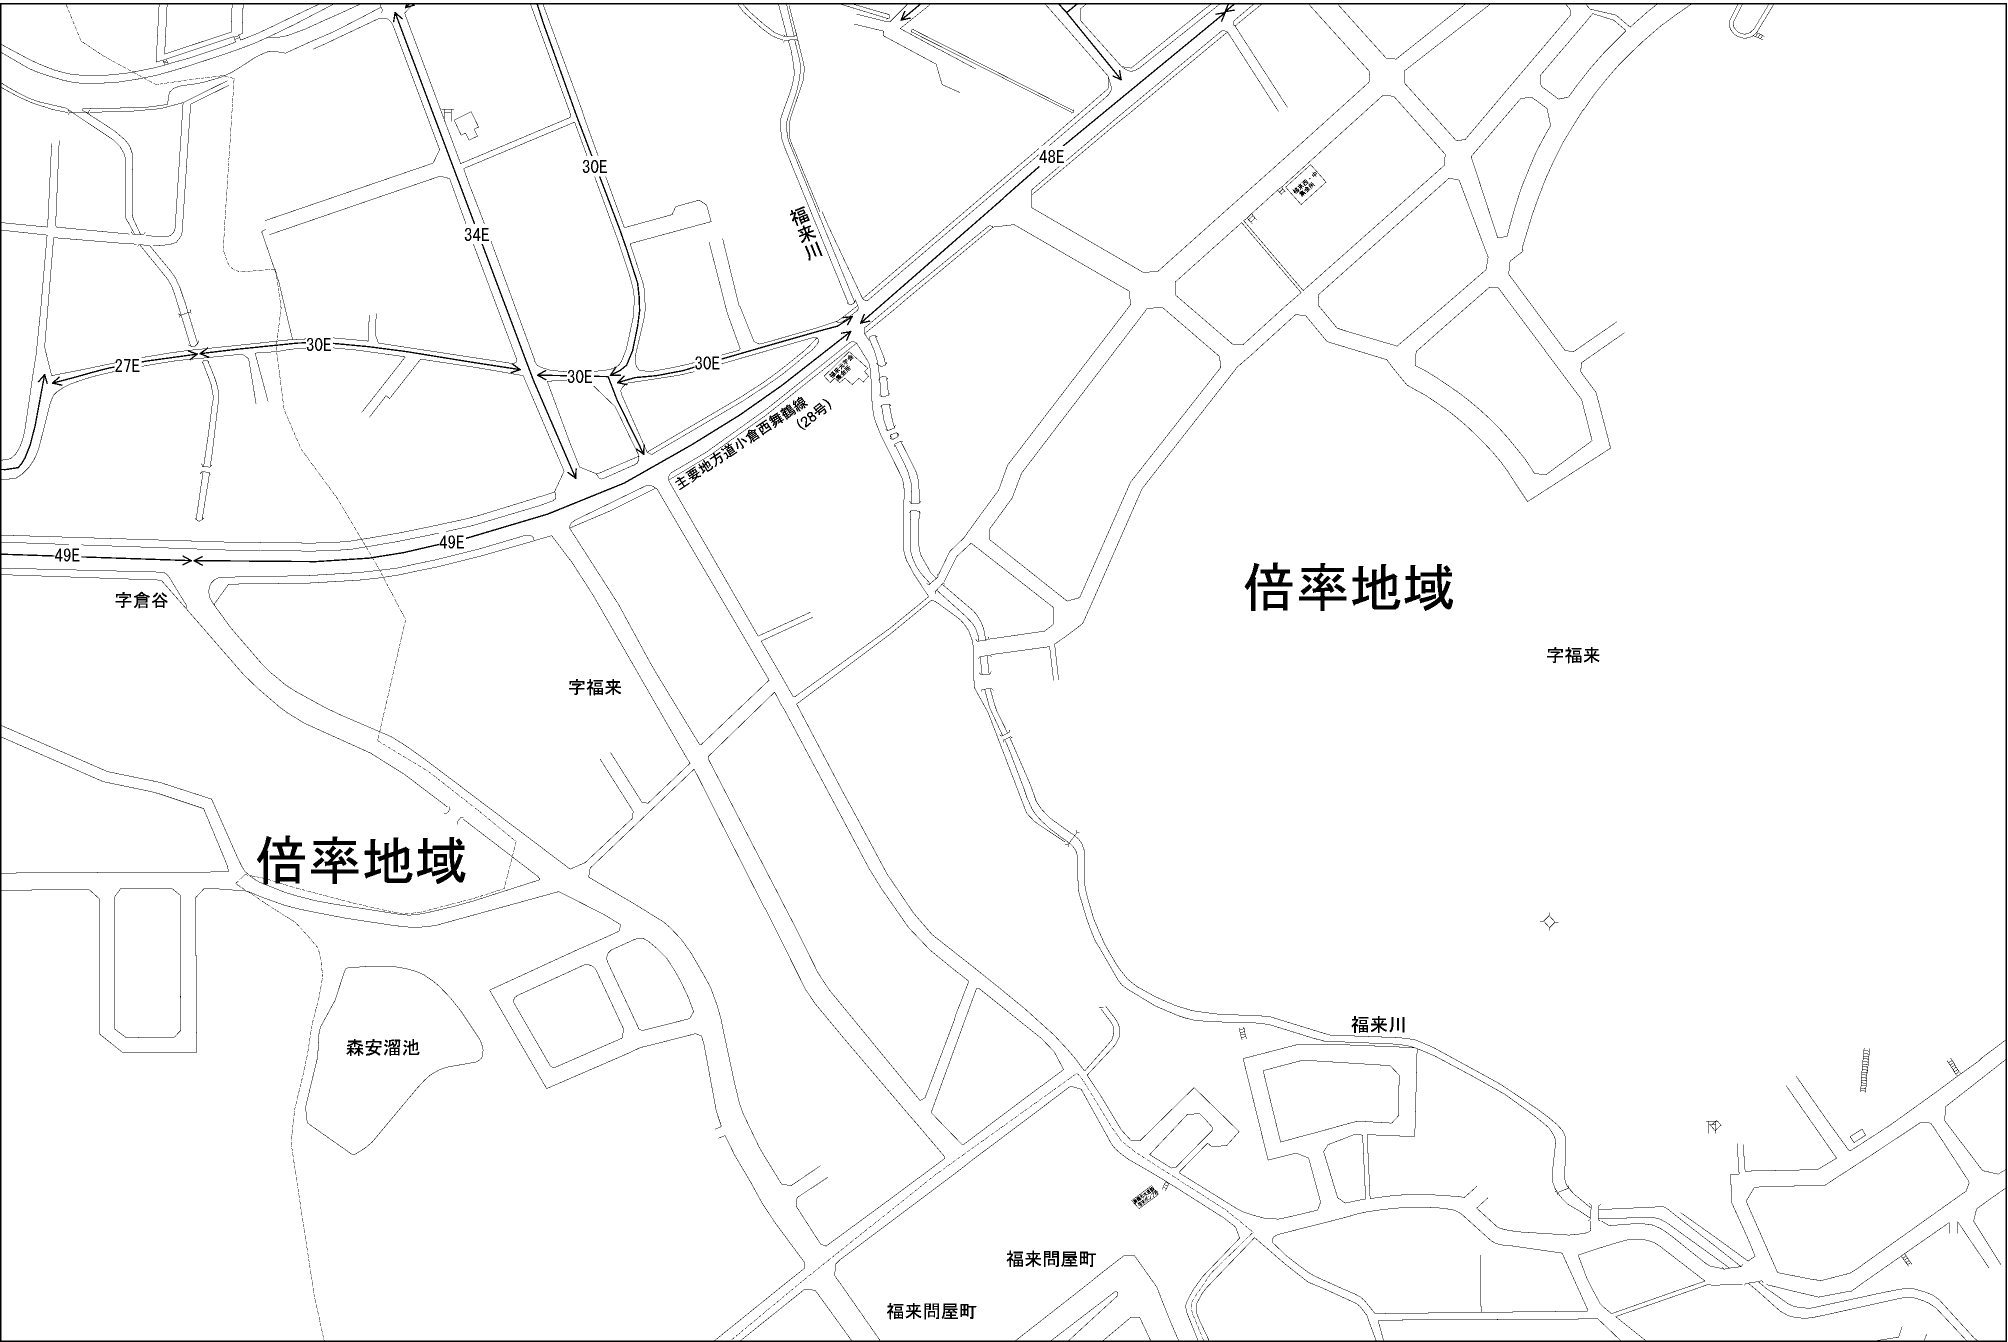 48E
30E
34E
福来川
30E
27E
30E
30E
主要地方道小倉西舞鶴線
(28号)
49E
49E
字倉谷
倍率地域
字福来
字福来
倍率地域
福来川
森安溜池
福来問屋町
福来問屋町